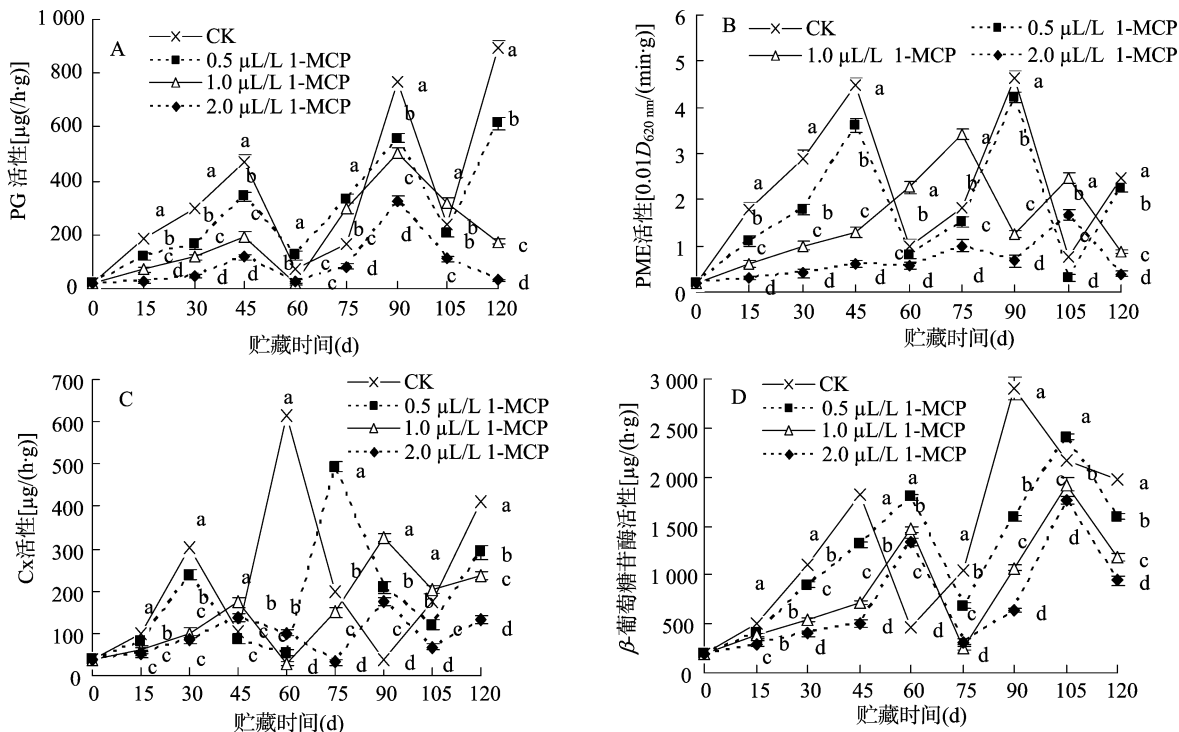 A
CK
0.5 μL/L 1-MCP
1.0 μL/L 1-MCP
2.0 μL/L 1-MCP
PG 活性[μg(/h·g)]
1 000
800
600
400
200
0
a a a a a a a a
b b b b b b b b
c c c c c c c c
d d d d d d d
0 15 30 45 60 75 90 105 120
贮藏时间(d)
B
CK
0.5 μL/L 1-MCP
1.0 μL/L 1-MCP
2.0 μL/L 1-MCP
PME活性[0.01D620 nm/(min·g)]
6
5
4
3
2
1
0
a a a a a a a a
b b b b b b b b
c c c c c c c c
d d d d d d d d
0 15 30 45 60 75 90 105 120
贮藏时间(d)
C
CK
0.5 μL/L 1-MCP
1.0 μL/L 1-MCP
2.0 μL/L 1-MCP
Cx活性[μg/(h·g)]
700
600
500
400
300
200
100
0
a a a a a a a a
b b b b b b b
c c c c c c c c
d d d d d
0 15 30 45 60 75 90 105 120
贮藏时间(d)
D
CK
0.5 μL/L 1-MCP
1.0 μL/L 1-MCP
2.0 μL/L 1-MCP
β-葡萄糖苷酶活性[μg/(h·g)]
3 000
2 500
2 000
1 500
1 000
500
0
a a a a a a a a
b b b b b b b b
c c c c c c c c
d d d d d d
0 15 30 45 60 75 90 105 120
贮藏时间(d)